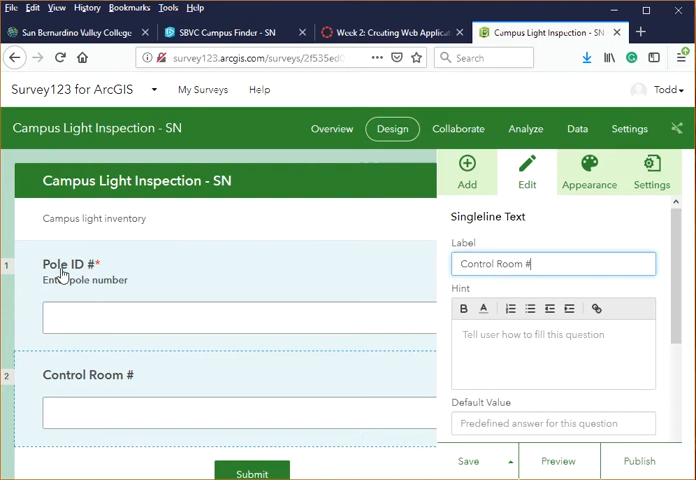 File Edit View History Bookmarks Tools Help
San Bernardino Valley College
SBVC Campus Finder - SN
Week 2: Creating Web Applicat
Campus Light Inspection - SN
survey123.arcgis.com/surveys/2f535ed0
Search
Survey123 for ArcGIS
My Surveys
Help
Todd
Campus Light Inspection - SN
Overview
Design
Collaborate
Analyze
Data
Settings
Campus Light Inspection - SN
Campus light inventory
1
Pole ID #*
Enter pole number
2
Control Room #
Submit
Add
Edit
Appearance
Settings
Singleline Text
Label
Control Room #
Hint
B A
Tell user how to fill this question
Default Value
Predefined answer for this question
Save
Preview
Publish